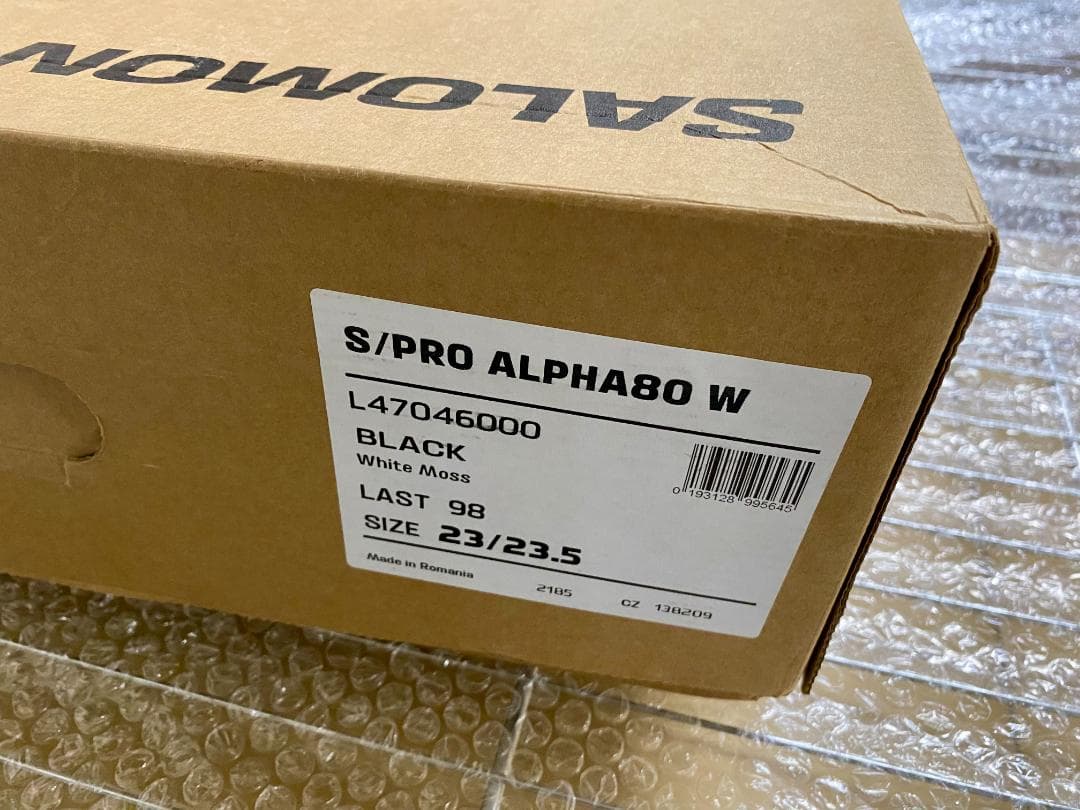 SALOMON
S/PRO ALPHA80 W
L47046000
BLACK
White Moss
0 193128 995645
LAST 98
SIZE 23/23.5
Made in Romania 2185 CZ 138209